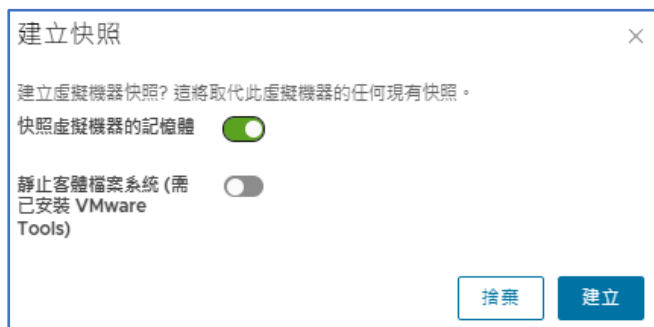 建立快照
建立虛擬機器快照? 這將取代此虛擬機器的任何現有快照。
快照虛擬機器的記憶體
靜止客體檔案系統 (需
已安裝 VMware
Tools)
捨棄
建立